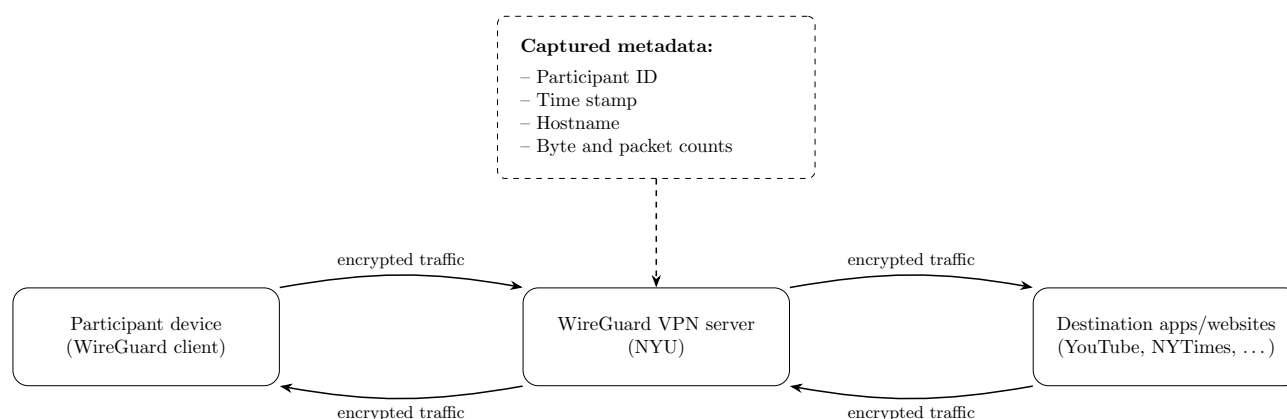 Captured metadata:
– Participant ID
– Time stamp
– Hostname
– Byte and packet counts
encrypted traffic
encrypted traffic
Participant device
(WireGuard client)
WireGuard VPN server
(NYU)
Destination apps/websites
(YouTube, NYTimes, …)
encrypted traffic
encrypted traffic